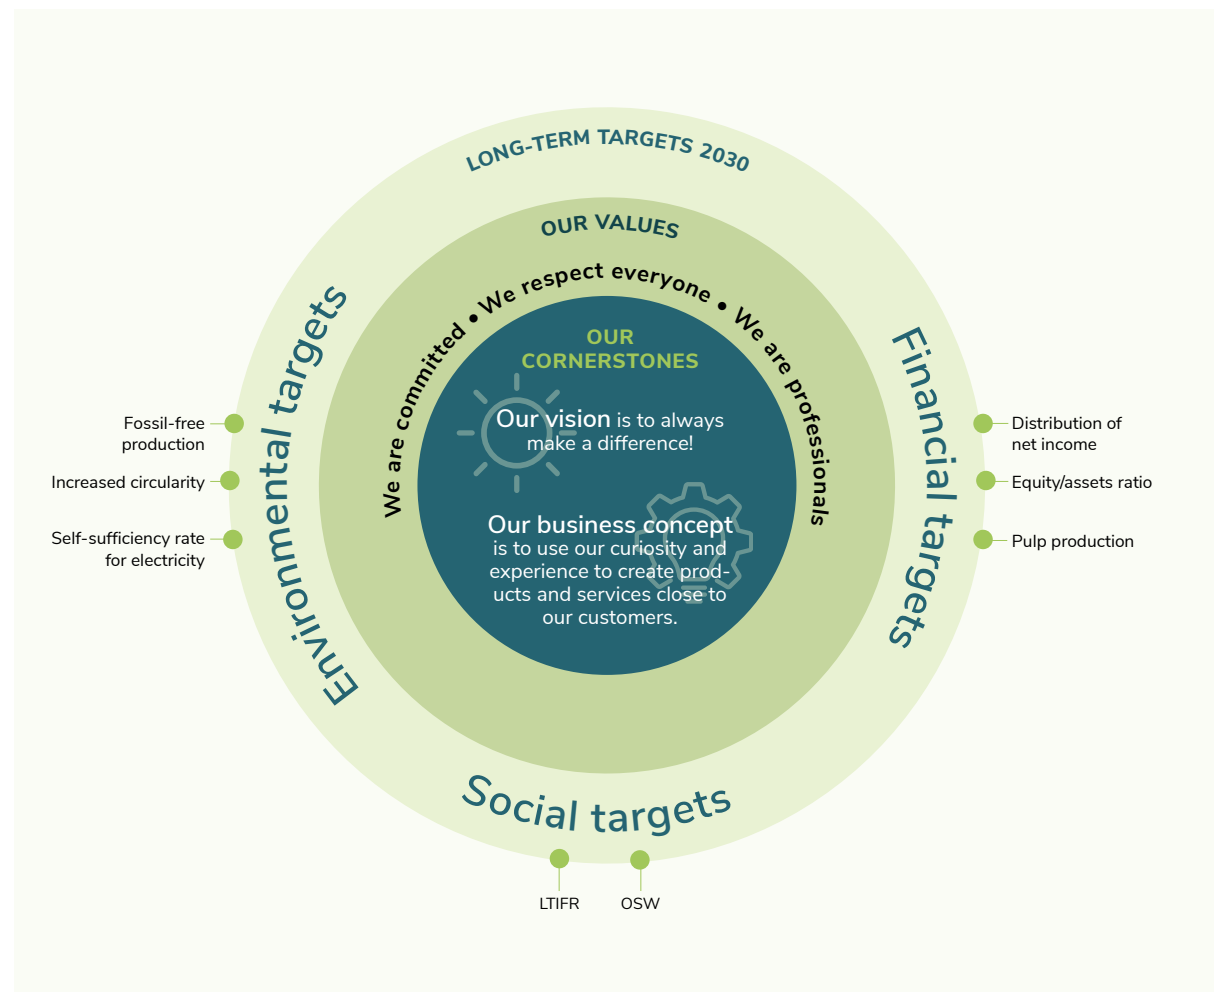 LONG-TERM TARGETS 2030
OUR VALUES
We are committed • We respect everyone • We are professionals
OUR
CORNERSTONES
Our vision is to always
make a difference!
Our business concept
is to use our curiosity and
experience to create prod-
ucts and services close to
our customers.
Environmental targets
Fossil-free
production
Increased circularity
Self-sufficiency rate
for electricity
Financial targets
Distribution of
net income
Equity/assets ratio
Pulp production
Social targets
LTIFR
OSW